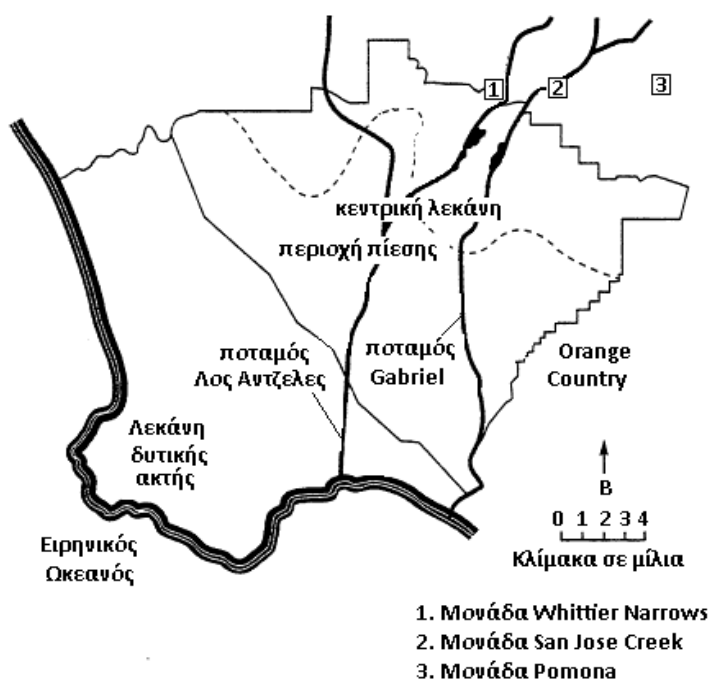 1
2
3
κεντρική λεκάνη
περιοχή πίεσης
ποταμός
Λος Αντζελες
ποταμός
Gabriel
Orange
Country
Λεκάνη
δυτικής
ακτής
Β
0 1 2 3 4
Κλίμακα σε μίλια
Ειρηνικός
Ωκεανός
1. Μονάδα Whittier Narrows
2. Μονάδα San Jose Creek
3. Μονάδα Pomona